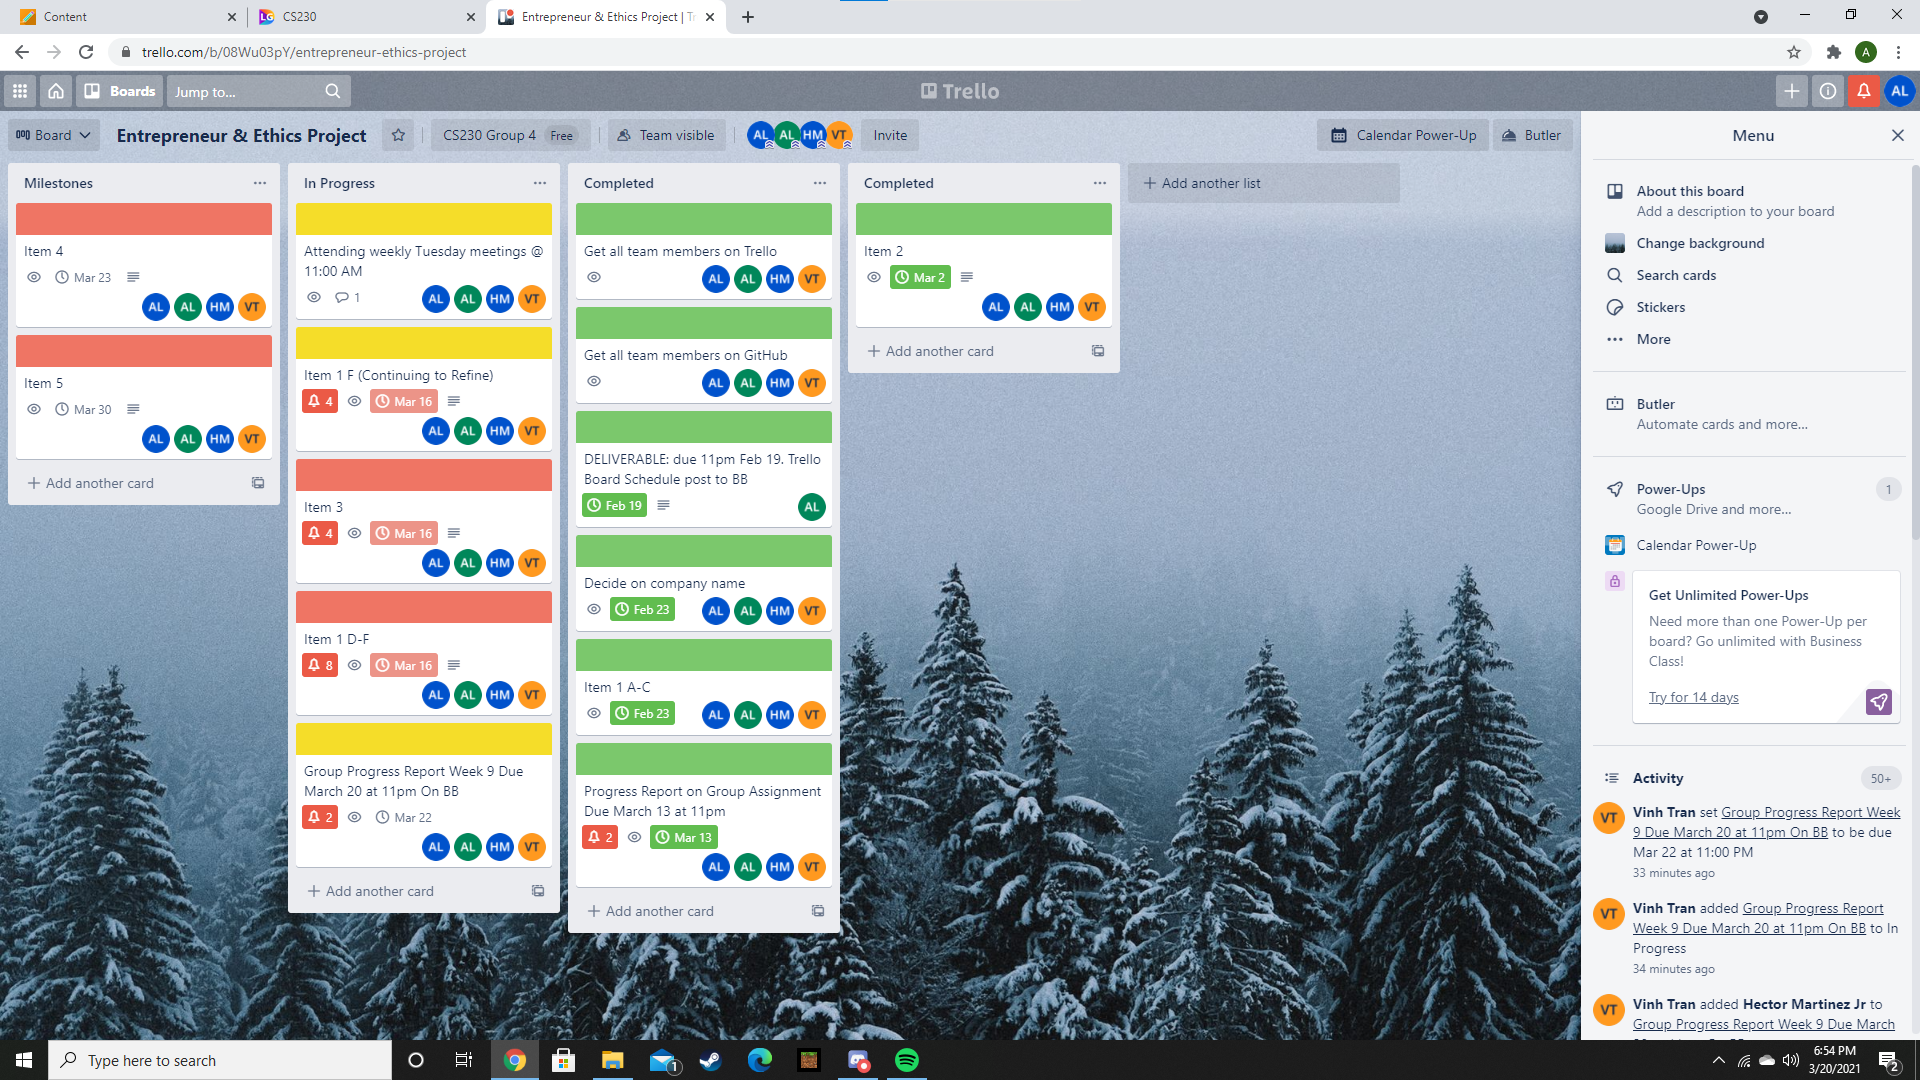 Content
CS230
Entrepreneur & Ethics Project | Tr
trello.com/b/08Wu03pY/entrepreneur-ethics-project
A
Boards
Jump to...
Trello
AL
Board
Entrepreneur & Ethics Project
CS230 Group 4 Free
Team visible
AL AL HM VT
Invite
Calendar Power-Up
Butler
Milestones
Item 4
Mar 23
AL AL HM VT
Item 5
Mar 30
AL AL HM VT
+ Add another card
In Progress
Attending weekly Tuesday meetings @
11:00 AM
1
AL AL HM VT
Item 1 F (Continuing to Refine)
4 Mar 16
AL AL HM VT
Item 3
4 Mar 16
AL AL HM VT
Item 1 D-F
8 Mar 16
AL AL HM VT
Group Progress Report Week 9 Due
March 20 at 11pm On BB
2 Mar 22
AL AL HM VT
+ Add another card
Completed
Get all team members on Trello
AL AL HM VT
Get all team members on GitHub
AL AL HM VT
DELIVERABLE: due 11pm Feb 19. Trello
Board Schedule post to BB
Feb 19
AL
Decide on company name
Feb 23
AL AL HM VT
Item 1 A-C
Feb 23
AL AL HM VT
Progress Report on Group Assignment
Due March 13 at 11pm
2 Mar 13
AL AL HM VT
+ Add another card
Completed
Item 2
Mar 2
AL AL HM VT
+ Add another card
+ Add another list
Menu
About this board
Add a description to your board
Change background
Search cards
Stickers
More
Butler
Automate cards and more...
Power-Ups 1
Google Drive and more...
Calendar Power-Up
Get Unlimited Power-Ups
Need more than one Power-Up per
board? Go unlimited with Business
Class!
Try for 14 days
Activity 50+
VT
Vinh Tran set Group Progress Report Week
9 Due March 20 at 11pm On BB to be due
Mar 22 at 11:00 PM
33 minutes ago
VT
Vinh Tran added Group Progress Report
Week 9 Due March 20 at 11pm On BB to In
Progress
34 minutes ago
VT
Vinh Tran added Hector Martinez Jr to
Group Progress Report Week 9 Due March
Type here to search
1
6:54 PM
3/20/2021
2